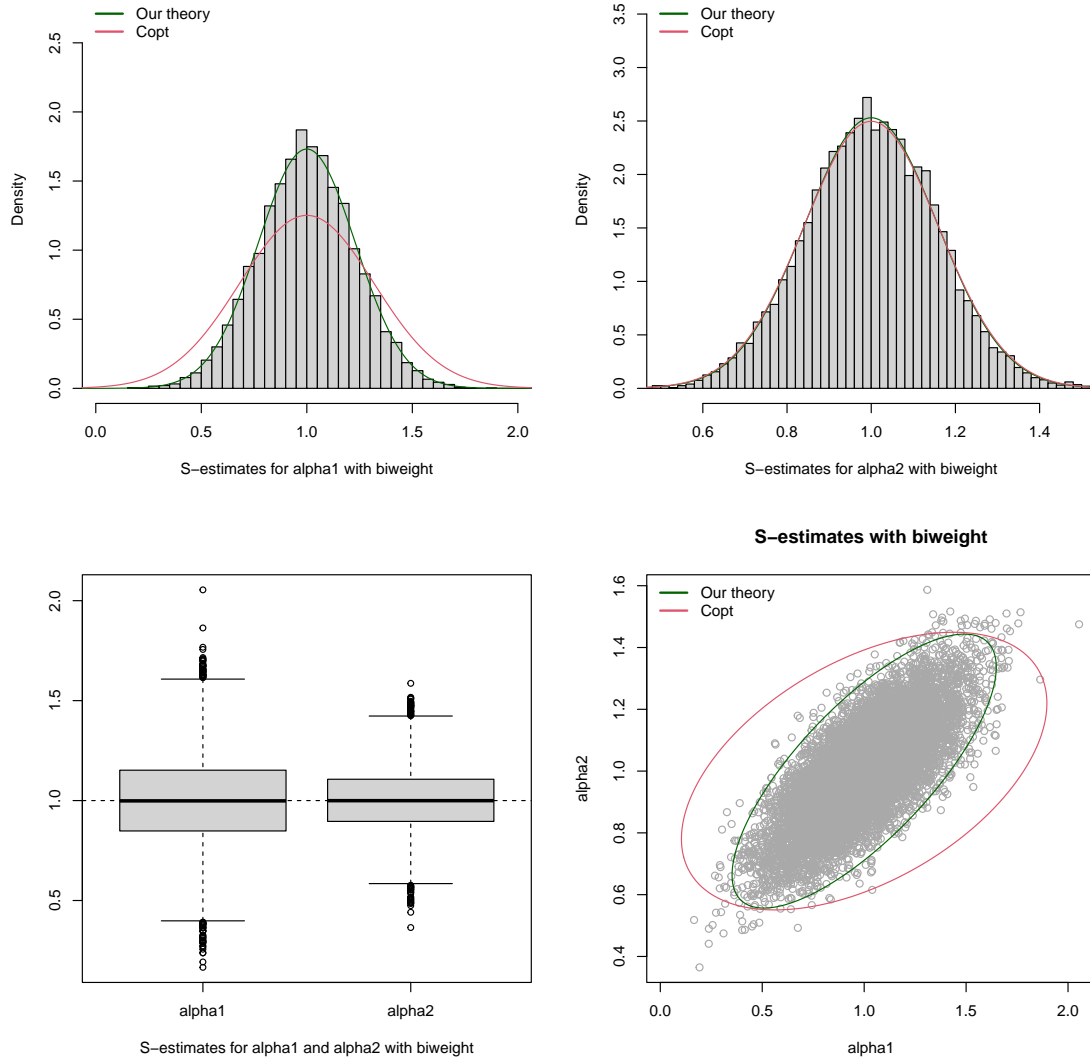 Our theory
Copt
Density
0.0 0.5 1.0 1.5 2.0 2.5
0.0 0.5 1.0 1.5 2.0
S−estimates for alpha1 with biweight
Our theory
Copt
Density
0.0 0.5 1.0 1.5 2.0 2.5 3.0 3.5
0.6 0.8 1.0 1.2 1.4
S−estimates for alpha2 with biweight
0.5 1.0 1.5 2.0
alpha1 alpha2
S−estimates for alpha1 and alpha2 with biweight
S−estimates with biweight
Our theory
Copt
alpha2
0.4 0.6 0.8 1.0 1.2 1.4 1.6
0.0 0.5 1.0 1.5 2.0
alpha1